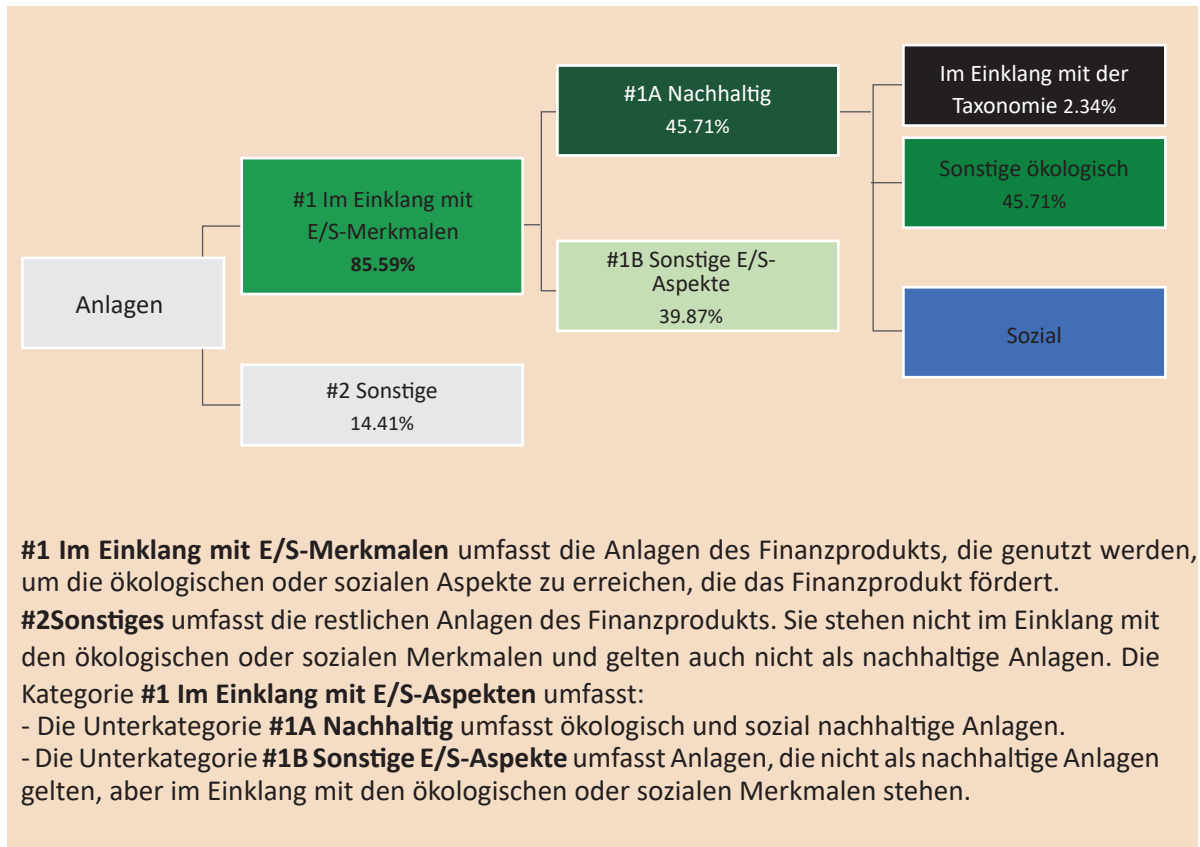 Anlagen
#1 Im Einklang mit
E/S-Merkmalen
85.59%
#2 Sonstige
14.41%
#1A Nachhaltig
45.71%
#1B Sonstige E/S-
Aspekte
39.87%
Im Einklang mit der
Taxonomie 2.34%
Sonstige ökologisch
45.71%
Sozial
#1 Im Einklang mit E/S-Merkmalen umfasst die Anlagen des Finanzprodukts, die genutzt werden,
um die ökologischen oder sozialen Aspekte zu erreichen, die das Finanzprodukt fördert.
#2Sonstiges umfasst die restlichen Anlagen des Finanzprodukts. Sie stehen nicht im Einklang mit
den ökologischen oder sozialen Merkmalen und gelten auch nicht als nachhaltige Anlagen. Die
Kategorie #1 Im Einklang mit E/S-Aspekten umfasst:
- Die Unterkategorie #1A Nachhaltig umfasst ökologisch und sozial nachhaltige Anlagen.
- Die Unterkategorie #1B Sonstige E/S-Aspekte umfasst Anlagen, die nicht als nachhaltige Anlagen
gelten, aber im Einklang mit den ökologischen oder sozialen Merkmalen stehen.